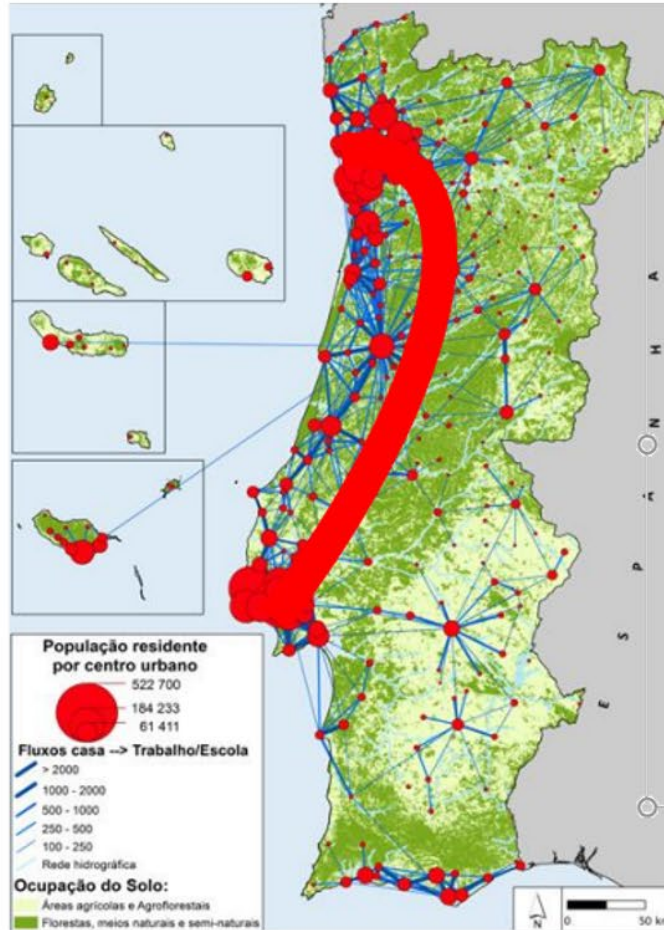 População residente
por centro urbano
522 700
184 233
61 411
Fluxos casa --> Trabalho/Escola
> 2000
1000 - 2000
500 - 1000
250 - 500
100 - 250
Rede hidrográfica
Ocupação do Solo:
Áreas agrícolas e Agroflorestais
Florestas, meios naturais e semi-naturais
E S P A N H A
N
0
50 km